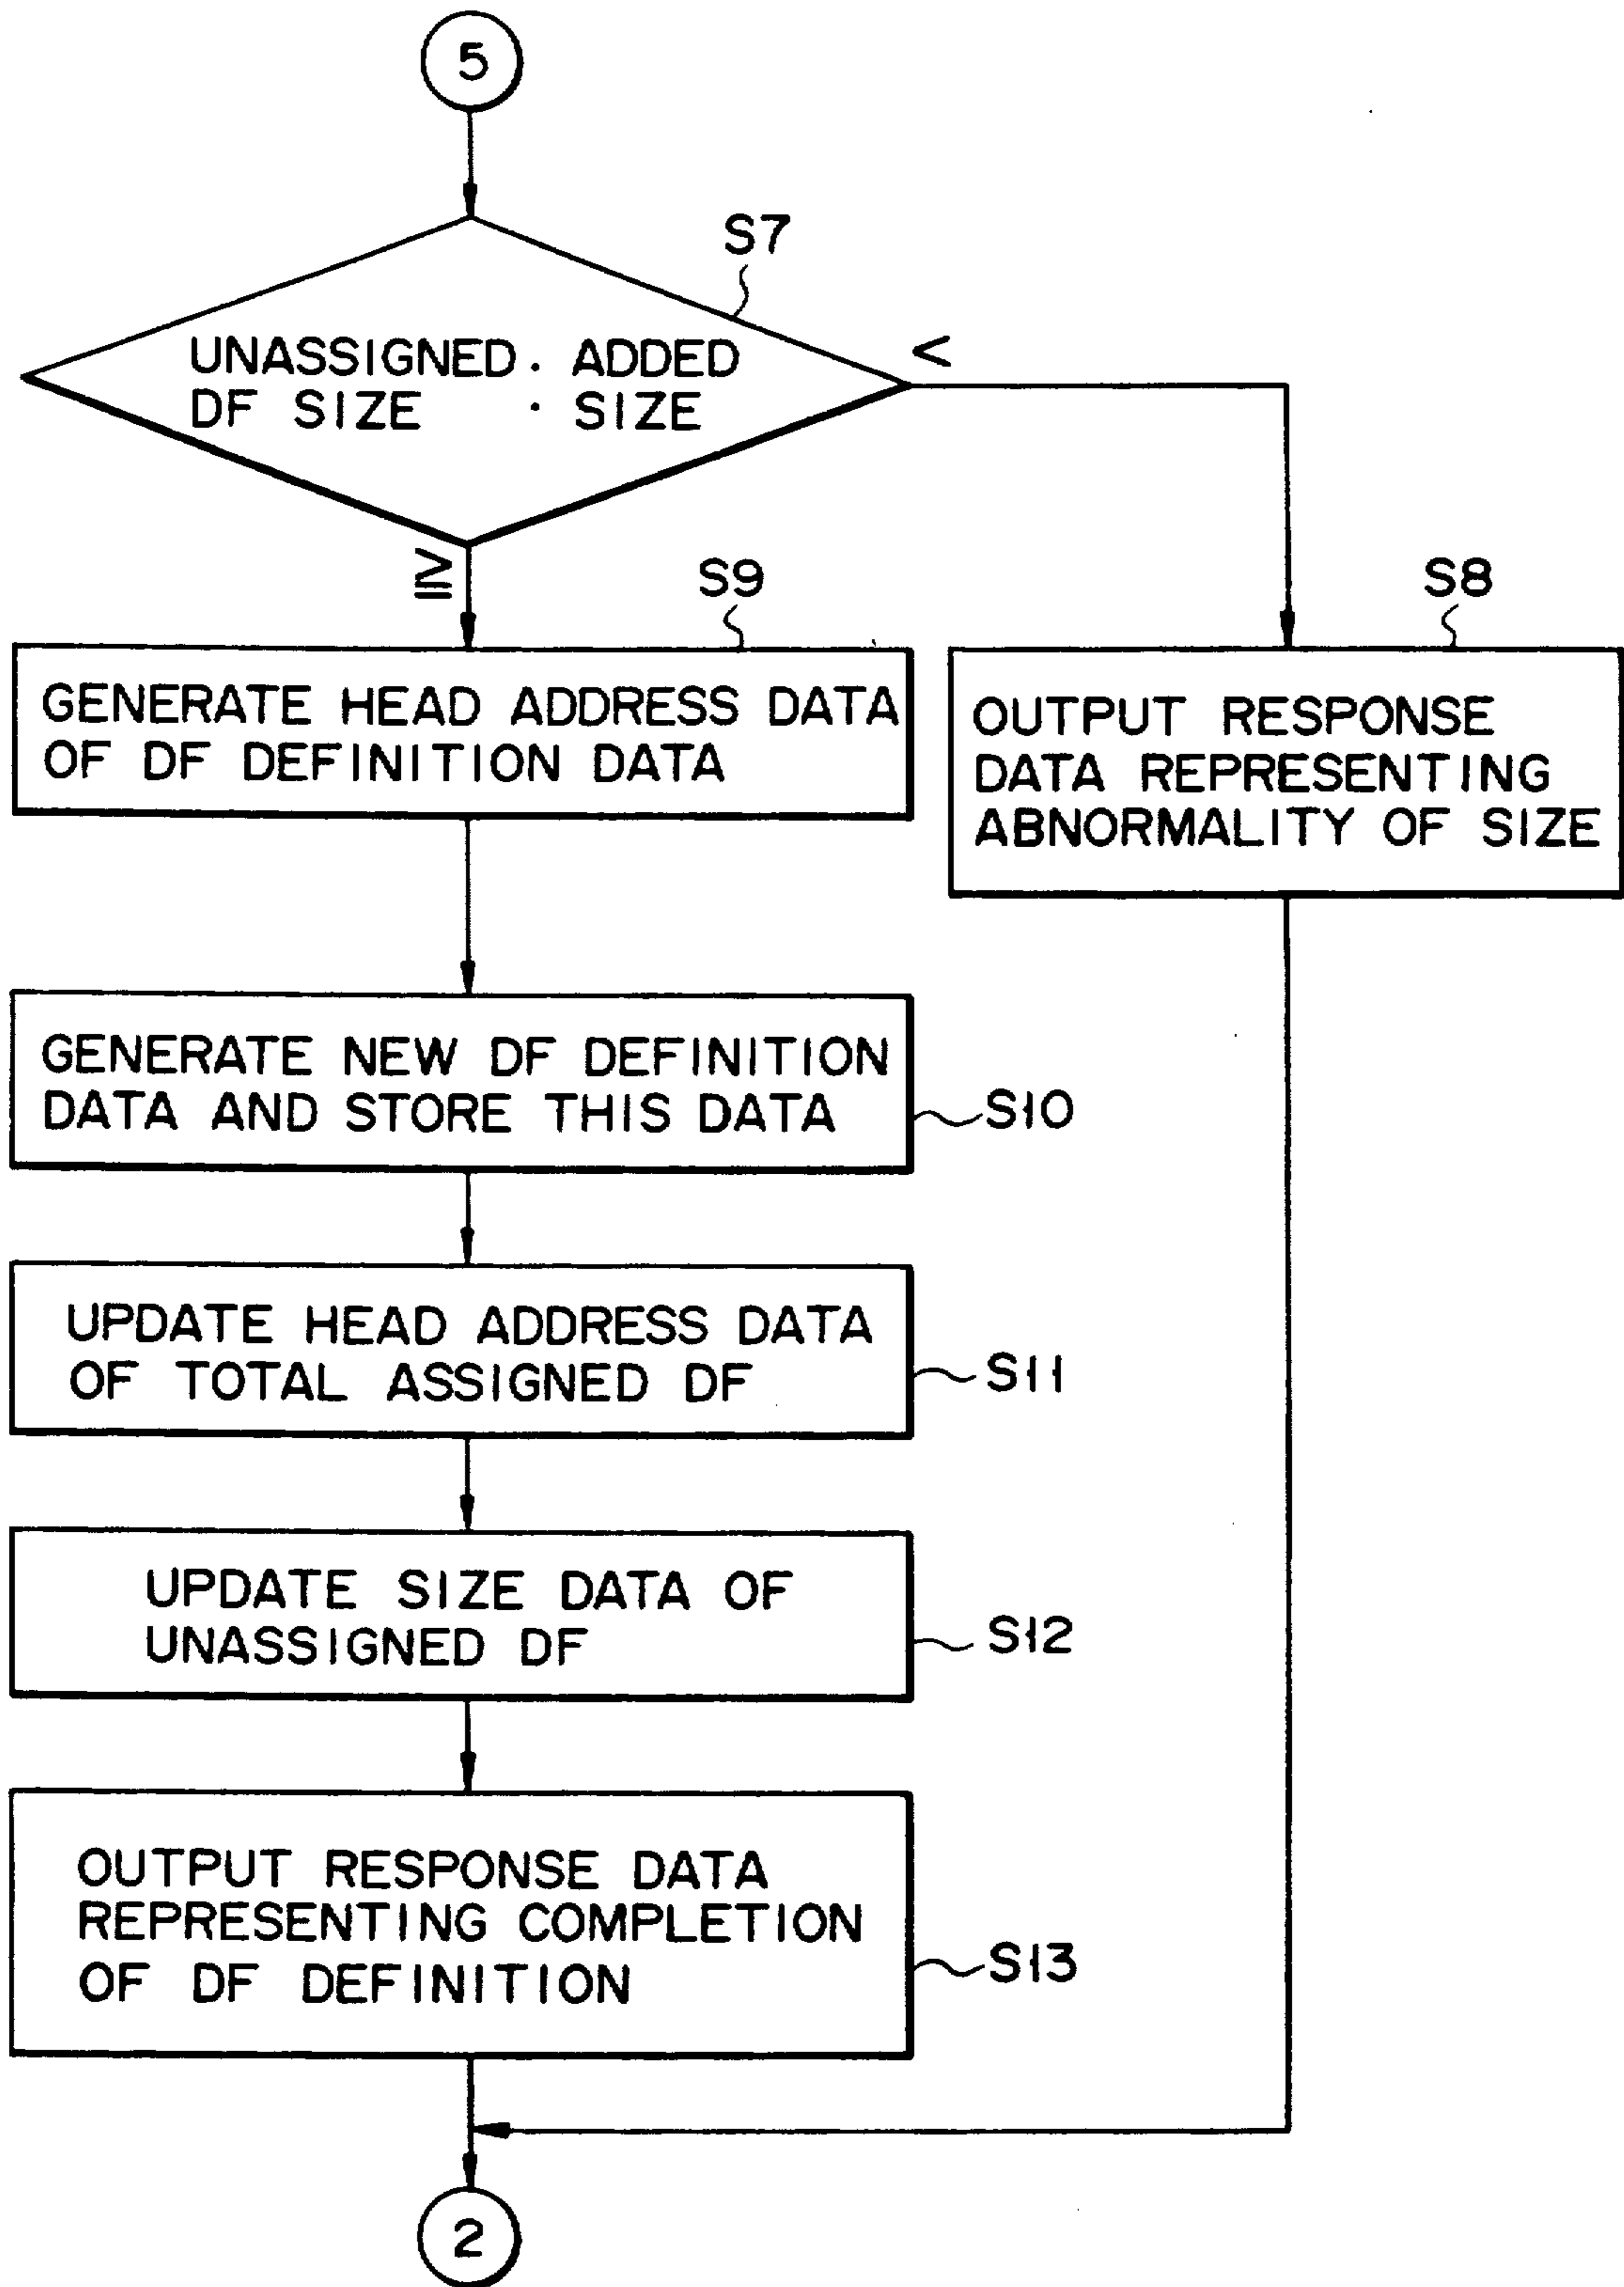 5
S7
UNASSIGNED : ADDED
DF SIZE SIZE
<
≧
S9
S8
GENERATE HEAD ADDRESS DATA
OF DF DEFINITION DATA
OUTPUT RESPONSE
DATA REPRESENTING
ABNORMALITY OF SIZE
GENERATE NEW DF DEFINITION
DATA AND STORE THIS DATA
S10
UPDATE HEAD ADDRESS DATA
OF TOTAL ASSIGNED DF
S11
UPDATE SIZE DATA OF
UNASSIGNED DF
S12
OUTPUT RESPONSE DATA
REPRESENTING COMPLETION
OF DF DEFINITION
S13
2